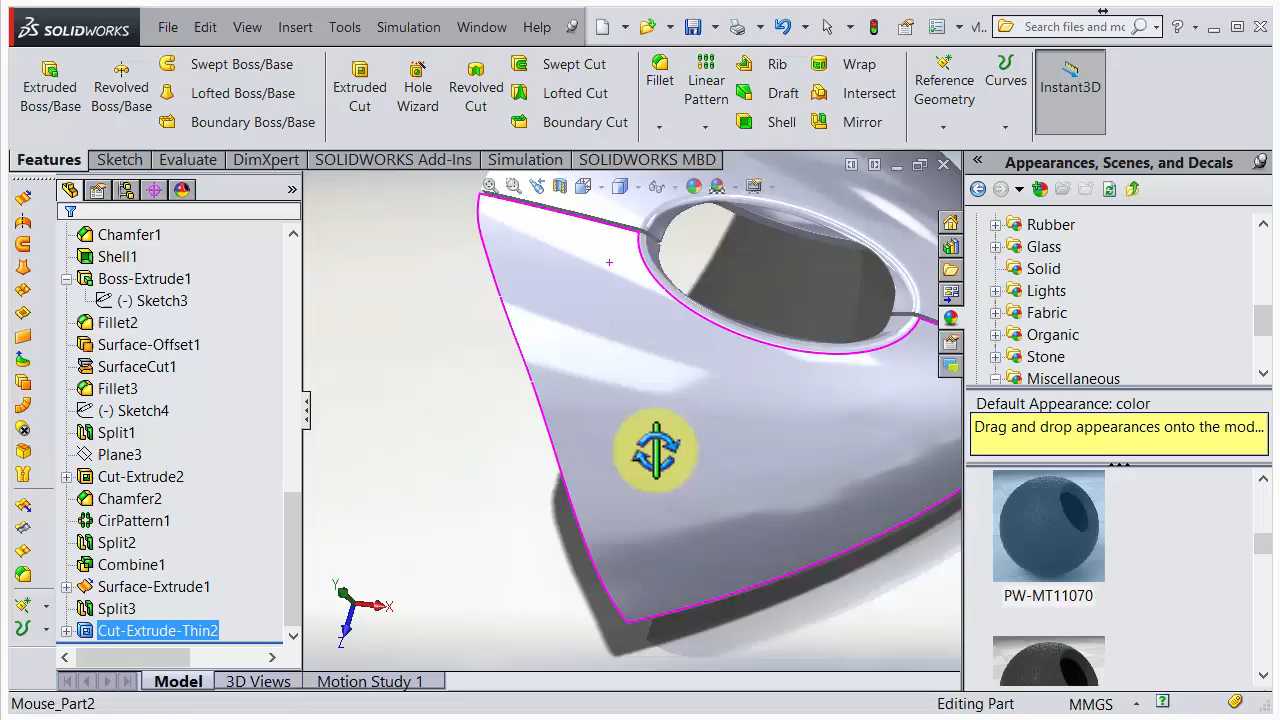 SOLIDWORKS File Edit View Insert Tools Simulation Window Help Search files and mc ?
Extruded Boss/Base
Revolved Boss/Base
Swept Boss/Base
Lofted Boss/Base
Boundary Boss/Base
Extruded Cut
Hole Wizard
Revolved Cut
Swept Cut
Lofted Cut
Boundary Cut
Fillet
Linear Pattern
Rib
Draft
Shell
Wrap
Intersect
Mirror
Reference Geometry
Curves
Instant3D
Features Sketch Evaluate DimXpert SOLIDWORKS Add-Ins Simulation SOLIDWORKS MBD
Chamfer1
Shell1
Boss-Extrude1
(-) Sketch3
Fillet2
Surface-Offset1
SurfaceCut1
Fillet3
(-) Sketch4
Split1
Plane3
Cut-Extrude2
Chamfer2
CirPattern1
Split2
Combine1
Surface-Extrude1
Split3
Cut-Extrude-Thin2
Y
X
Z
Appearances, Scenes, and Decals
Rubber
Glass
Solid
Lights
Fabric
Organic
Stone
Miscellaneous
Default Appearance: color
Drag and drop appearances onto the mod...
PW-MT11070
Model 3D Views Motion Study 1
Mouse_Part2 Editing Part MMGS